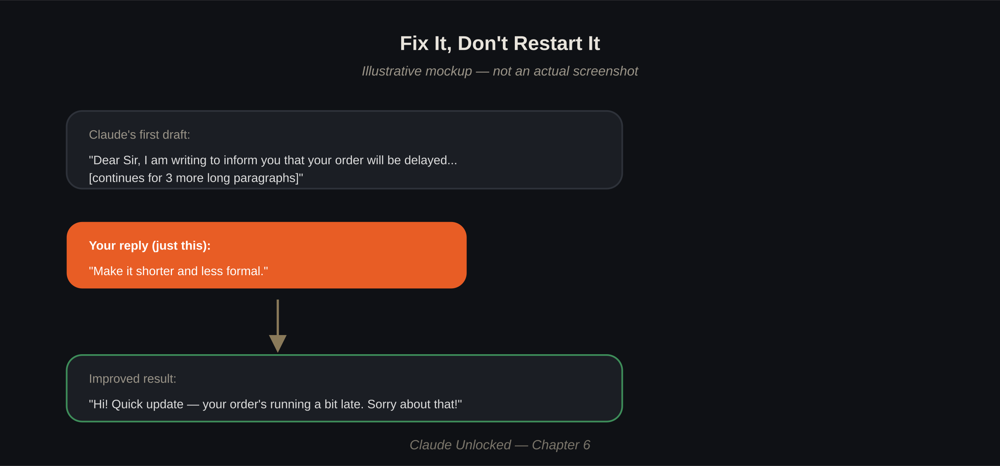 Fix It, Don't Restart It
Illustrative mockup — not an actual screenshot
Claude's first draft:
"Dear Sir, I am writing to inform you that your order will be delayed...
[continues for 3 more long paragraphs]"
Your reply (just this):
"Make it shorter and less formal."
Improved result:
"Hi! Quick update — your order's running a bit late. Sorry about that!"
Claude Unlocked — Chapter 6